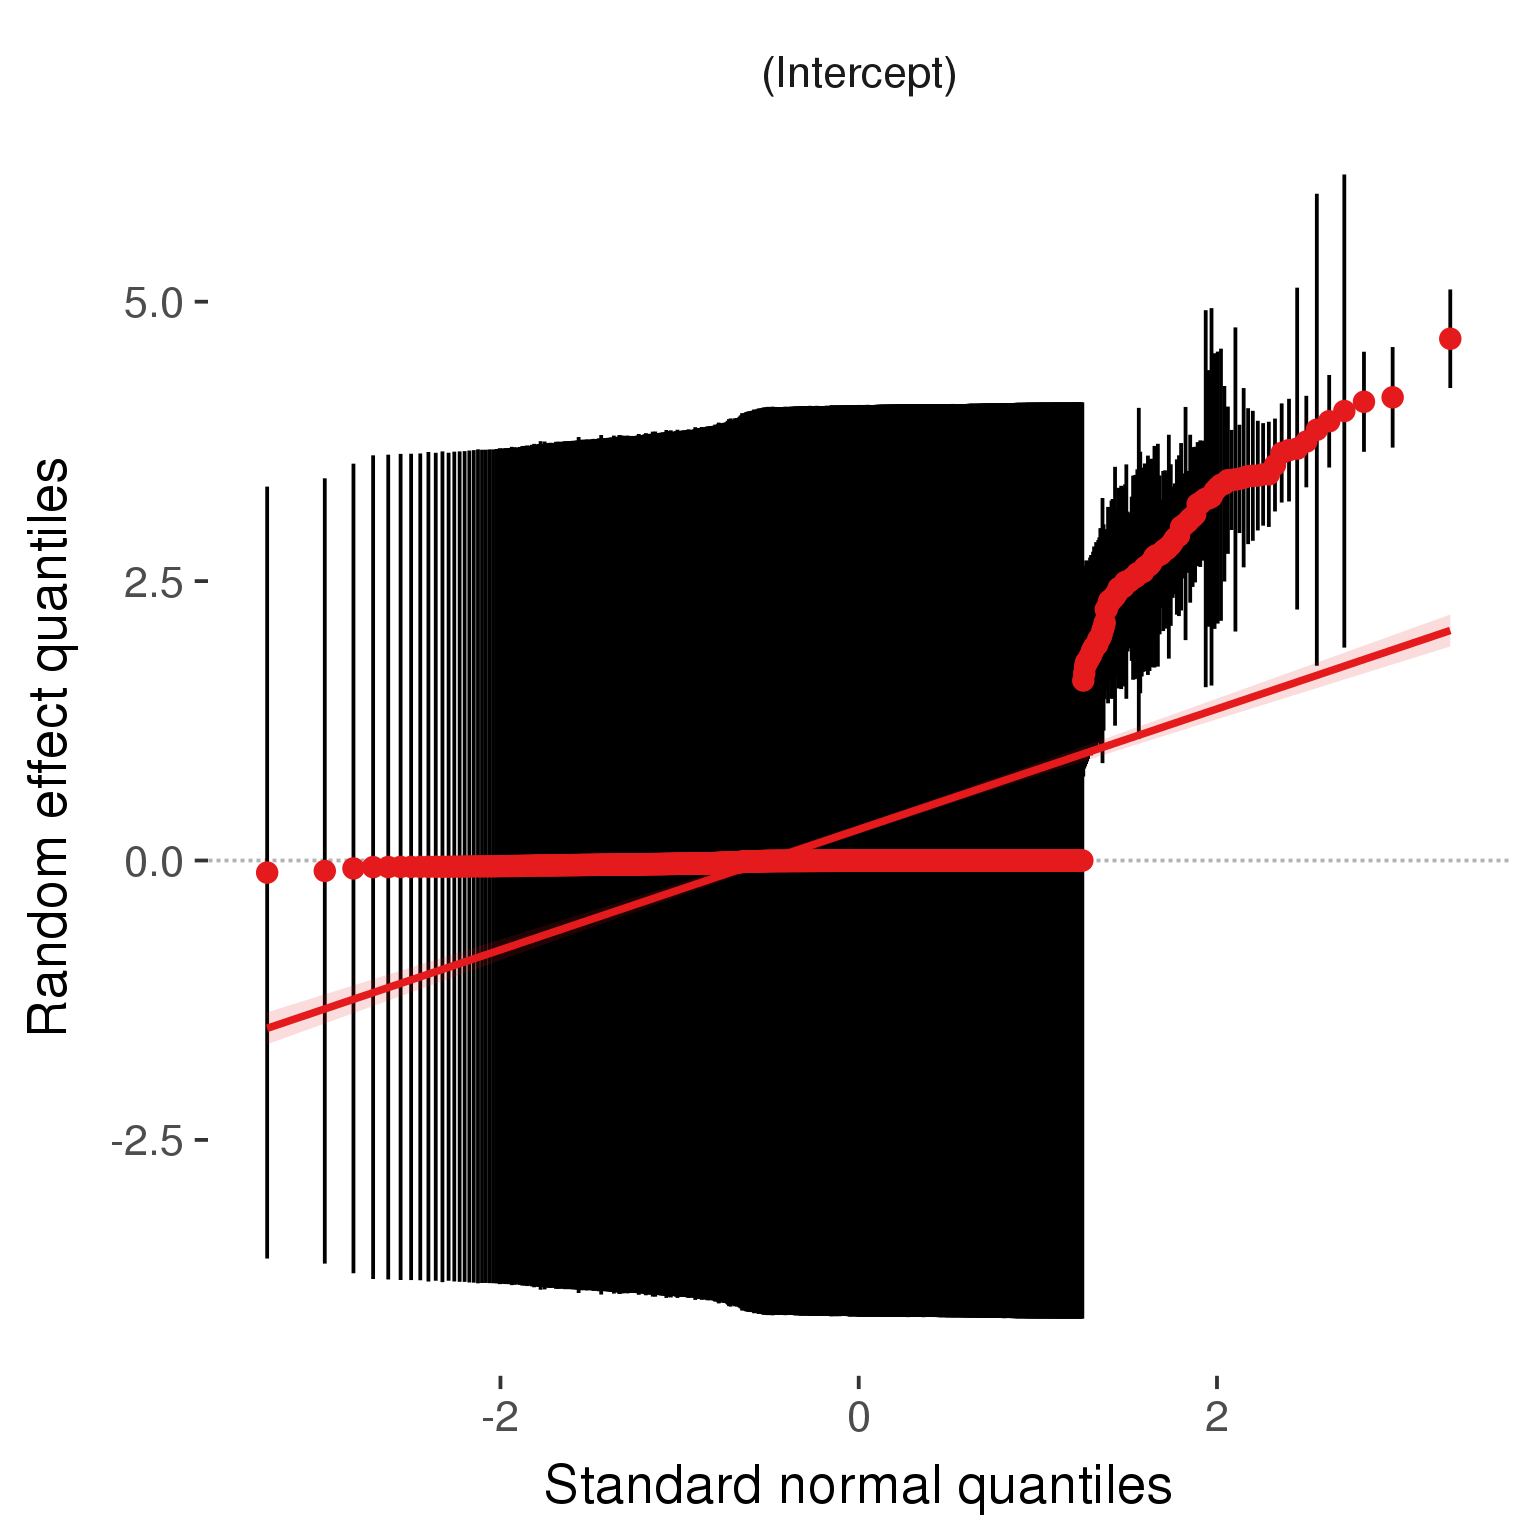 (Intercept)
Random effect quantiles
5.0
2.5
0.0
-2.5
-2
0
2
Standard normal quantiles